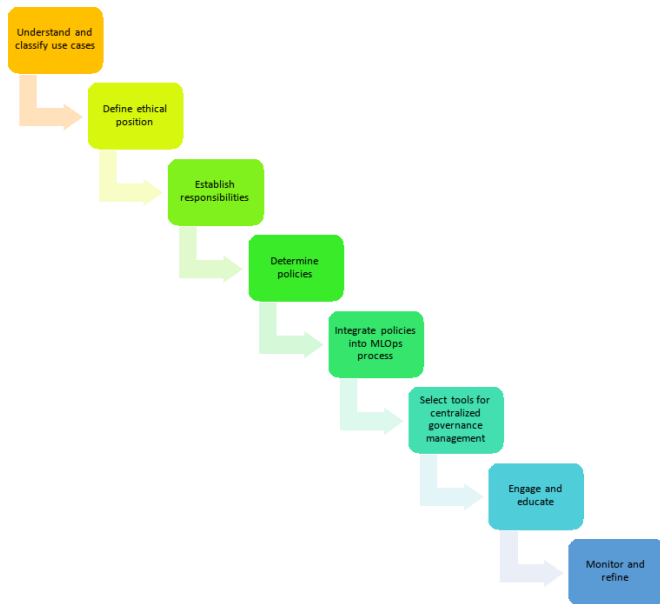 Understand and
classify use cases
Define ethical
position
Establish
responsibilities
Determine
policies
Integrate policies
into MLOps
process
Select tools for
centralized
governance
management
Engage and
educate
Monitor and
refine